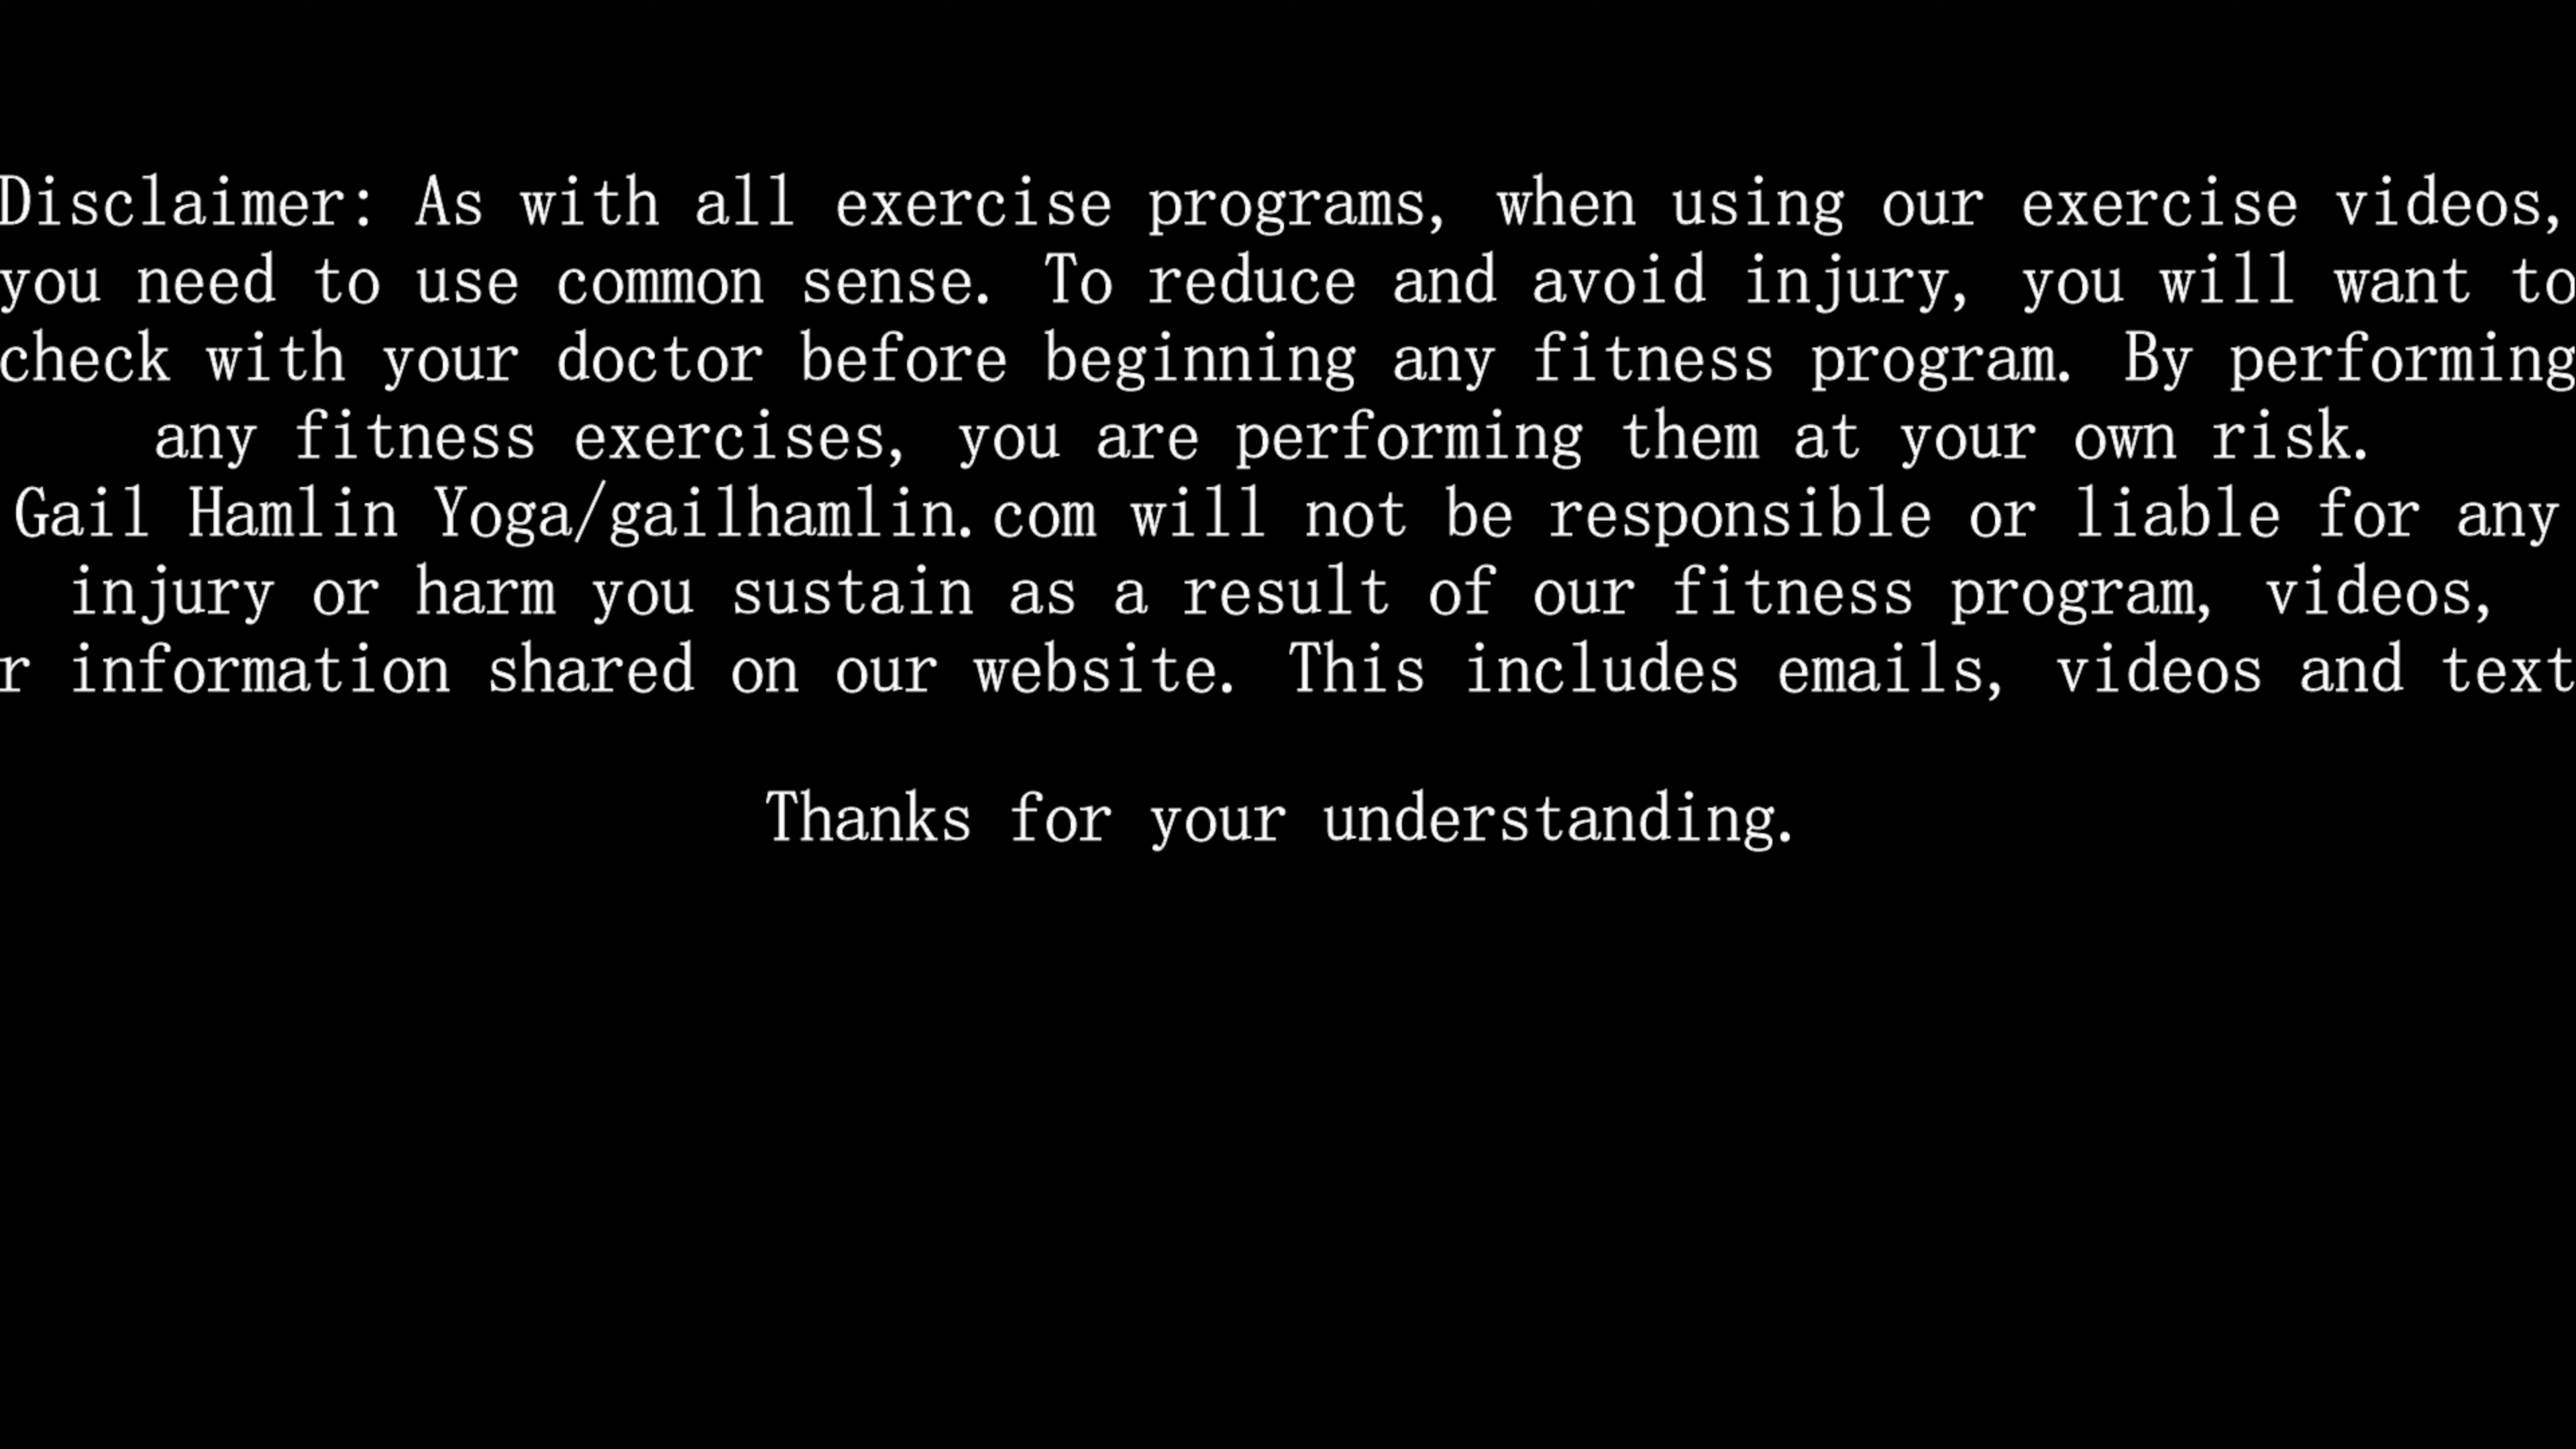 Disclaimer: As with all exercise programs, when using our exercise videos,
you need to use common sense. To reduce and avoid injury, you will want to
check with your doctor before beginning any fitness program. By performing
any fitness exercises, you are performing them at your own risk.
Gail Hamlin Yoga/gailhamlin.com will not be responsible or liable for any
injury or harm you sustain as a result of our fitness program, videos,
r information shared on our website. This includes emails, videos and text
Thanks for your understanding.